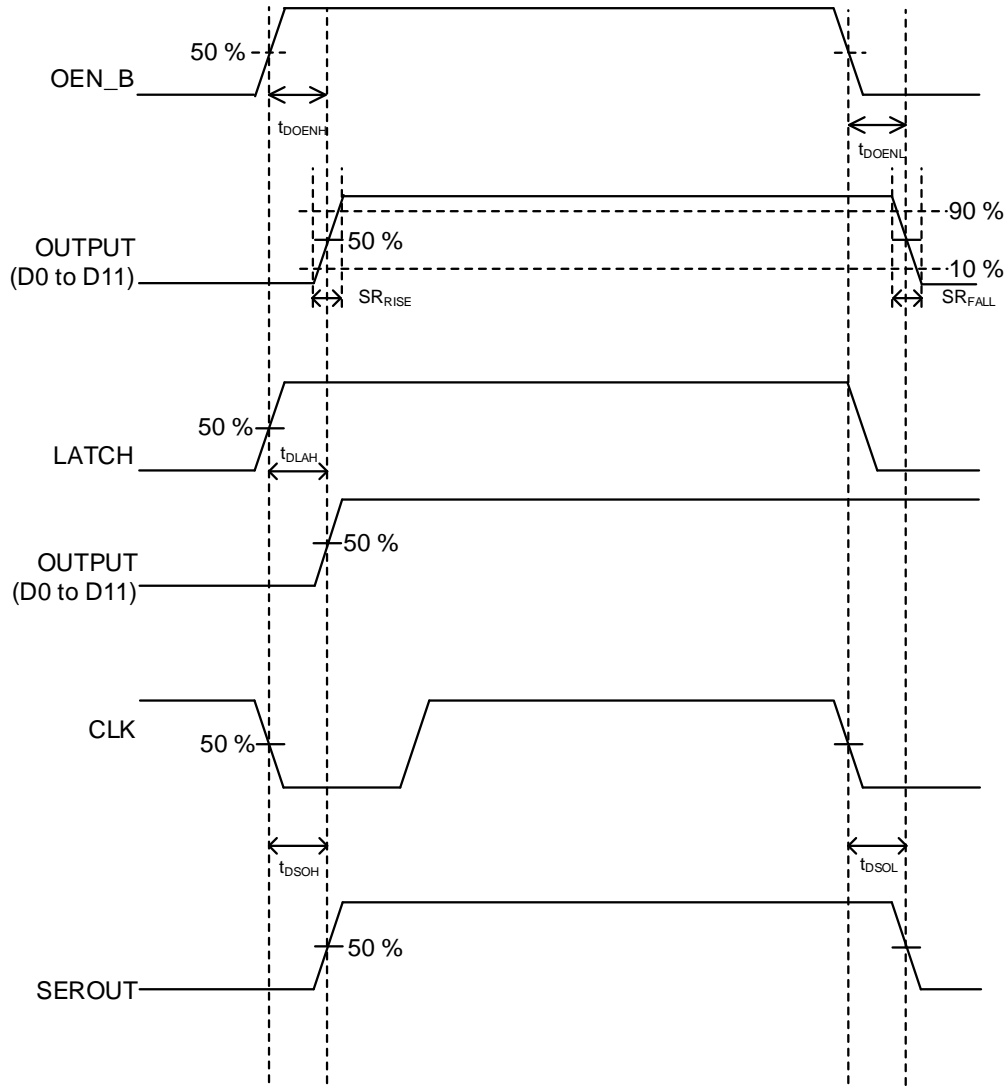 50 %
OEN_B
tDOENH
tDOENL
90 %
OUTPUT
(D0 to D11)
50 %
10 %
SRRISE
SRFALL
50 %
LATCH
tDLAH
50 %
OUTPUT
(D0 to D11)
CLK
50 %
tDSOH
tDSOL
50 %
SEROUT